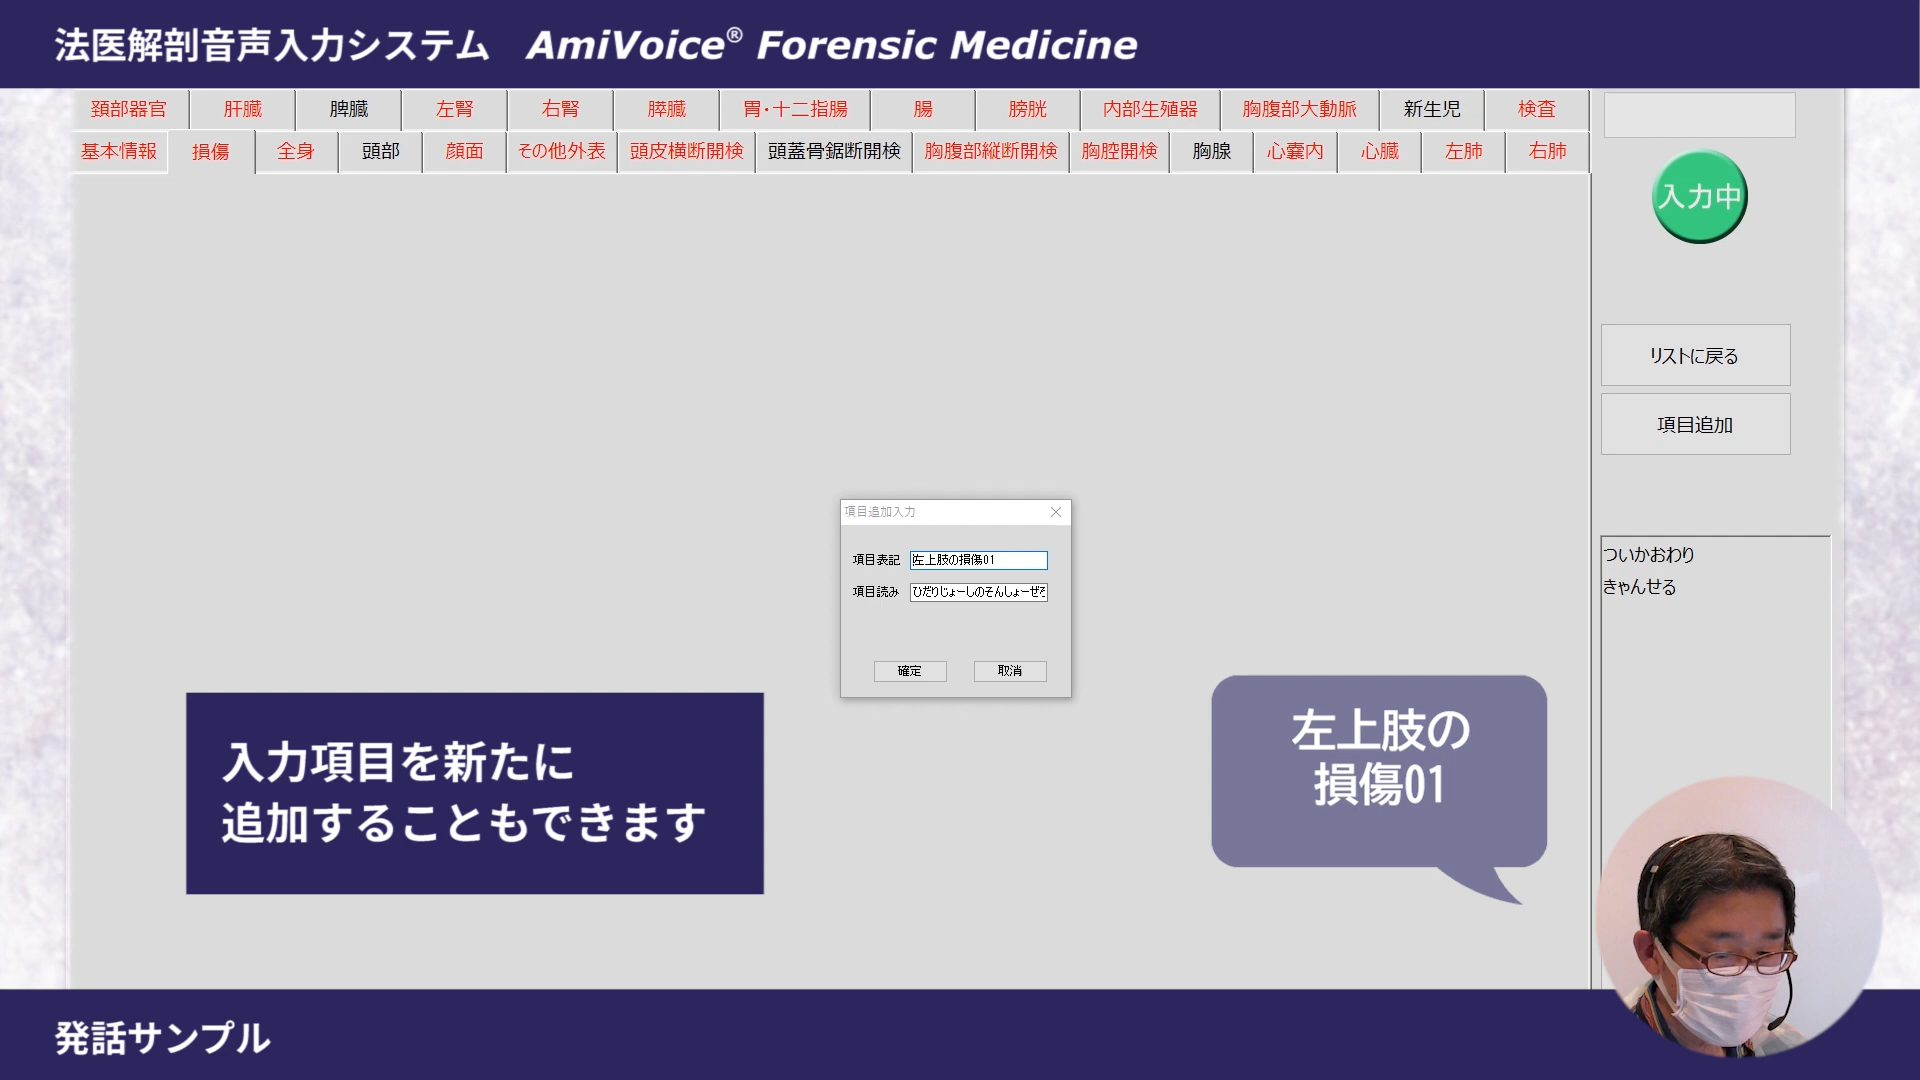 法医解剖音声入力システム AmiVoice® Forensic Medicine
頚部器官 肝臓 脾臓 左腎 右腎 膵臓 胃・十二指腸 腸 膀胱 内部生殖器 胸腹部大動脈 新生児 検査
基本情報 損傷 全身 頭部 顔面 その他外表 頭皮横断開検 頭蓋骨鋸断開検 胸腹部縦断開検 胸腔開検 胸腺 心嚢内 心臓 左肺 右肺
入力中
リストに戻る
項目追加
項目追加入力
項目表記 左上肢の損傷01
項目読み ひだりじょーしのそんしょーぜろ
確定 取消
ついかおわり
きゃんせる
入力項目を新たに
追加することもできます
左上肢の
損傷01
発話サンプル